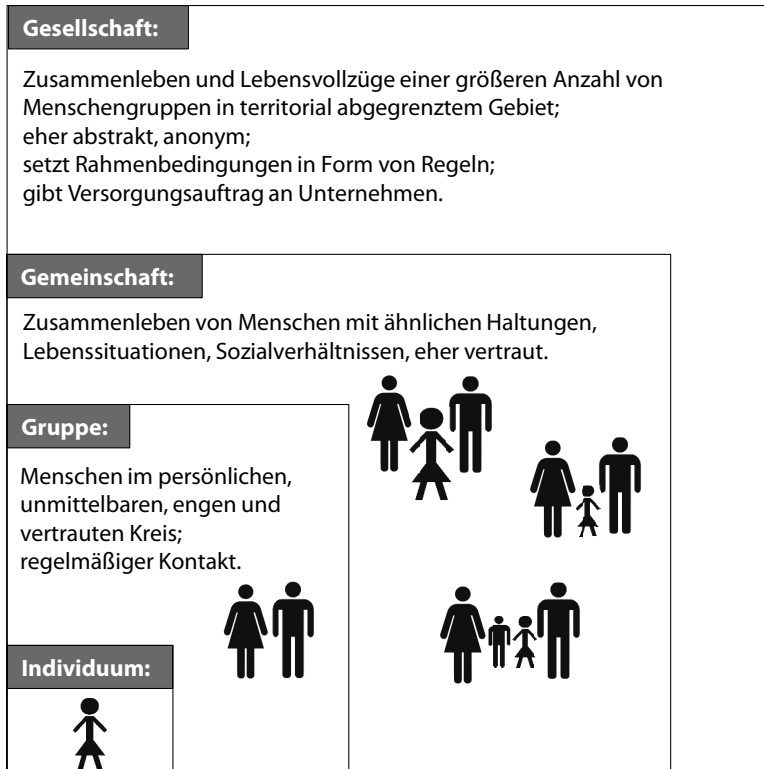 Gesellschaft:
Zusammenleben und Lebensvollzüge einer größeren Anzahl von
Menschengruppen in territorial abgegrenztem Gebiet;
eher abstrakt, anonym;
setzt Rahmenbedingungen in Form von Regeln;
gibt Versorgungsauftrag an Unternehmen.
Gemeinschaft:
Zusammenleben von Menschen mit ähnlichen Haltungen,
Lebenssituationen, Sozialverhältnissen, eher vertraut.
Gruppe:
Menschen im persönlichen,
unmittelbaren, engen und
vertrauten Kreis;
regelmäßiger Kontakt.
Individuum: